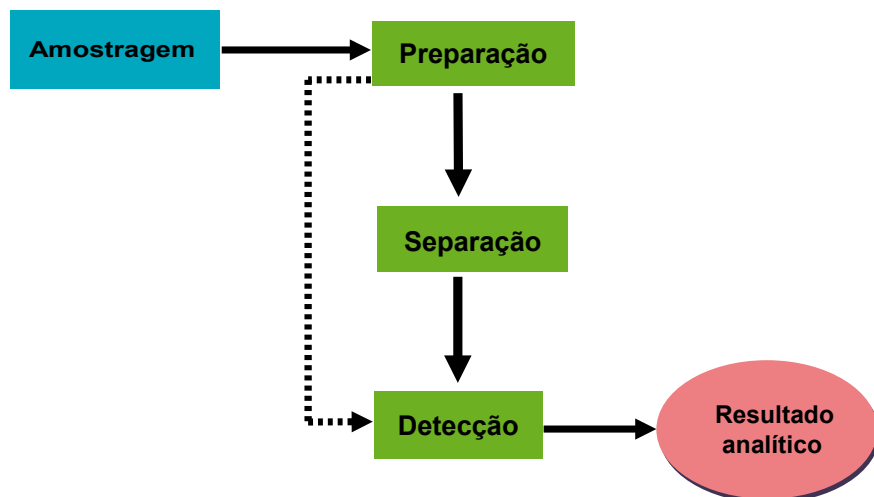 Amostragem
Preparação
Separação
Detecção
Resultado
analítico